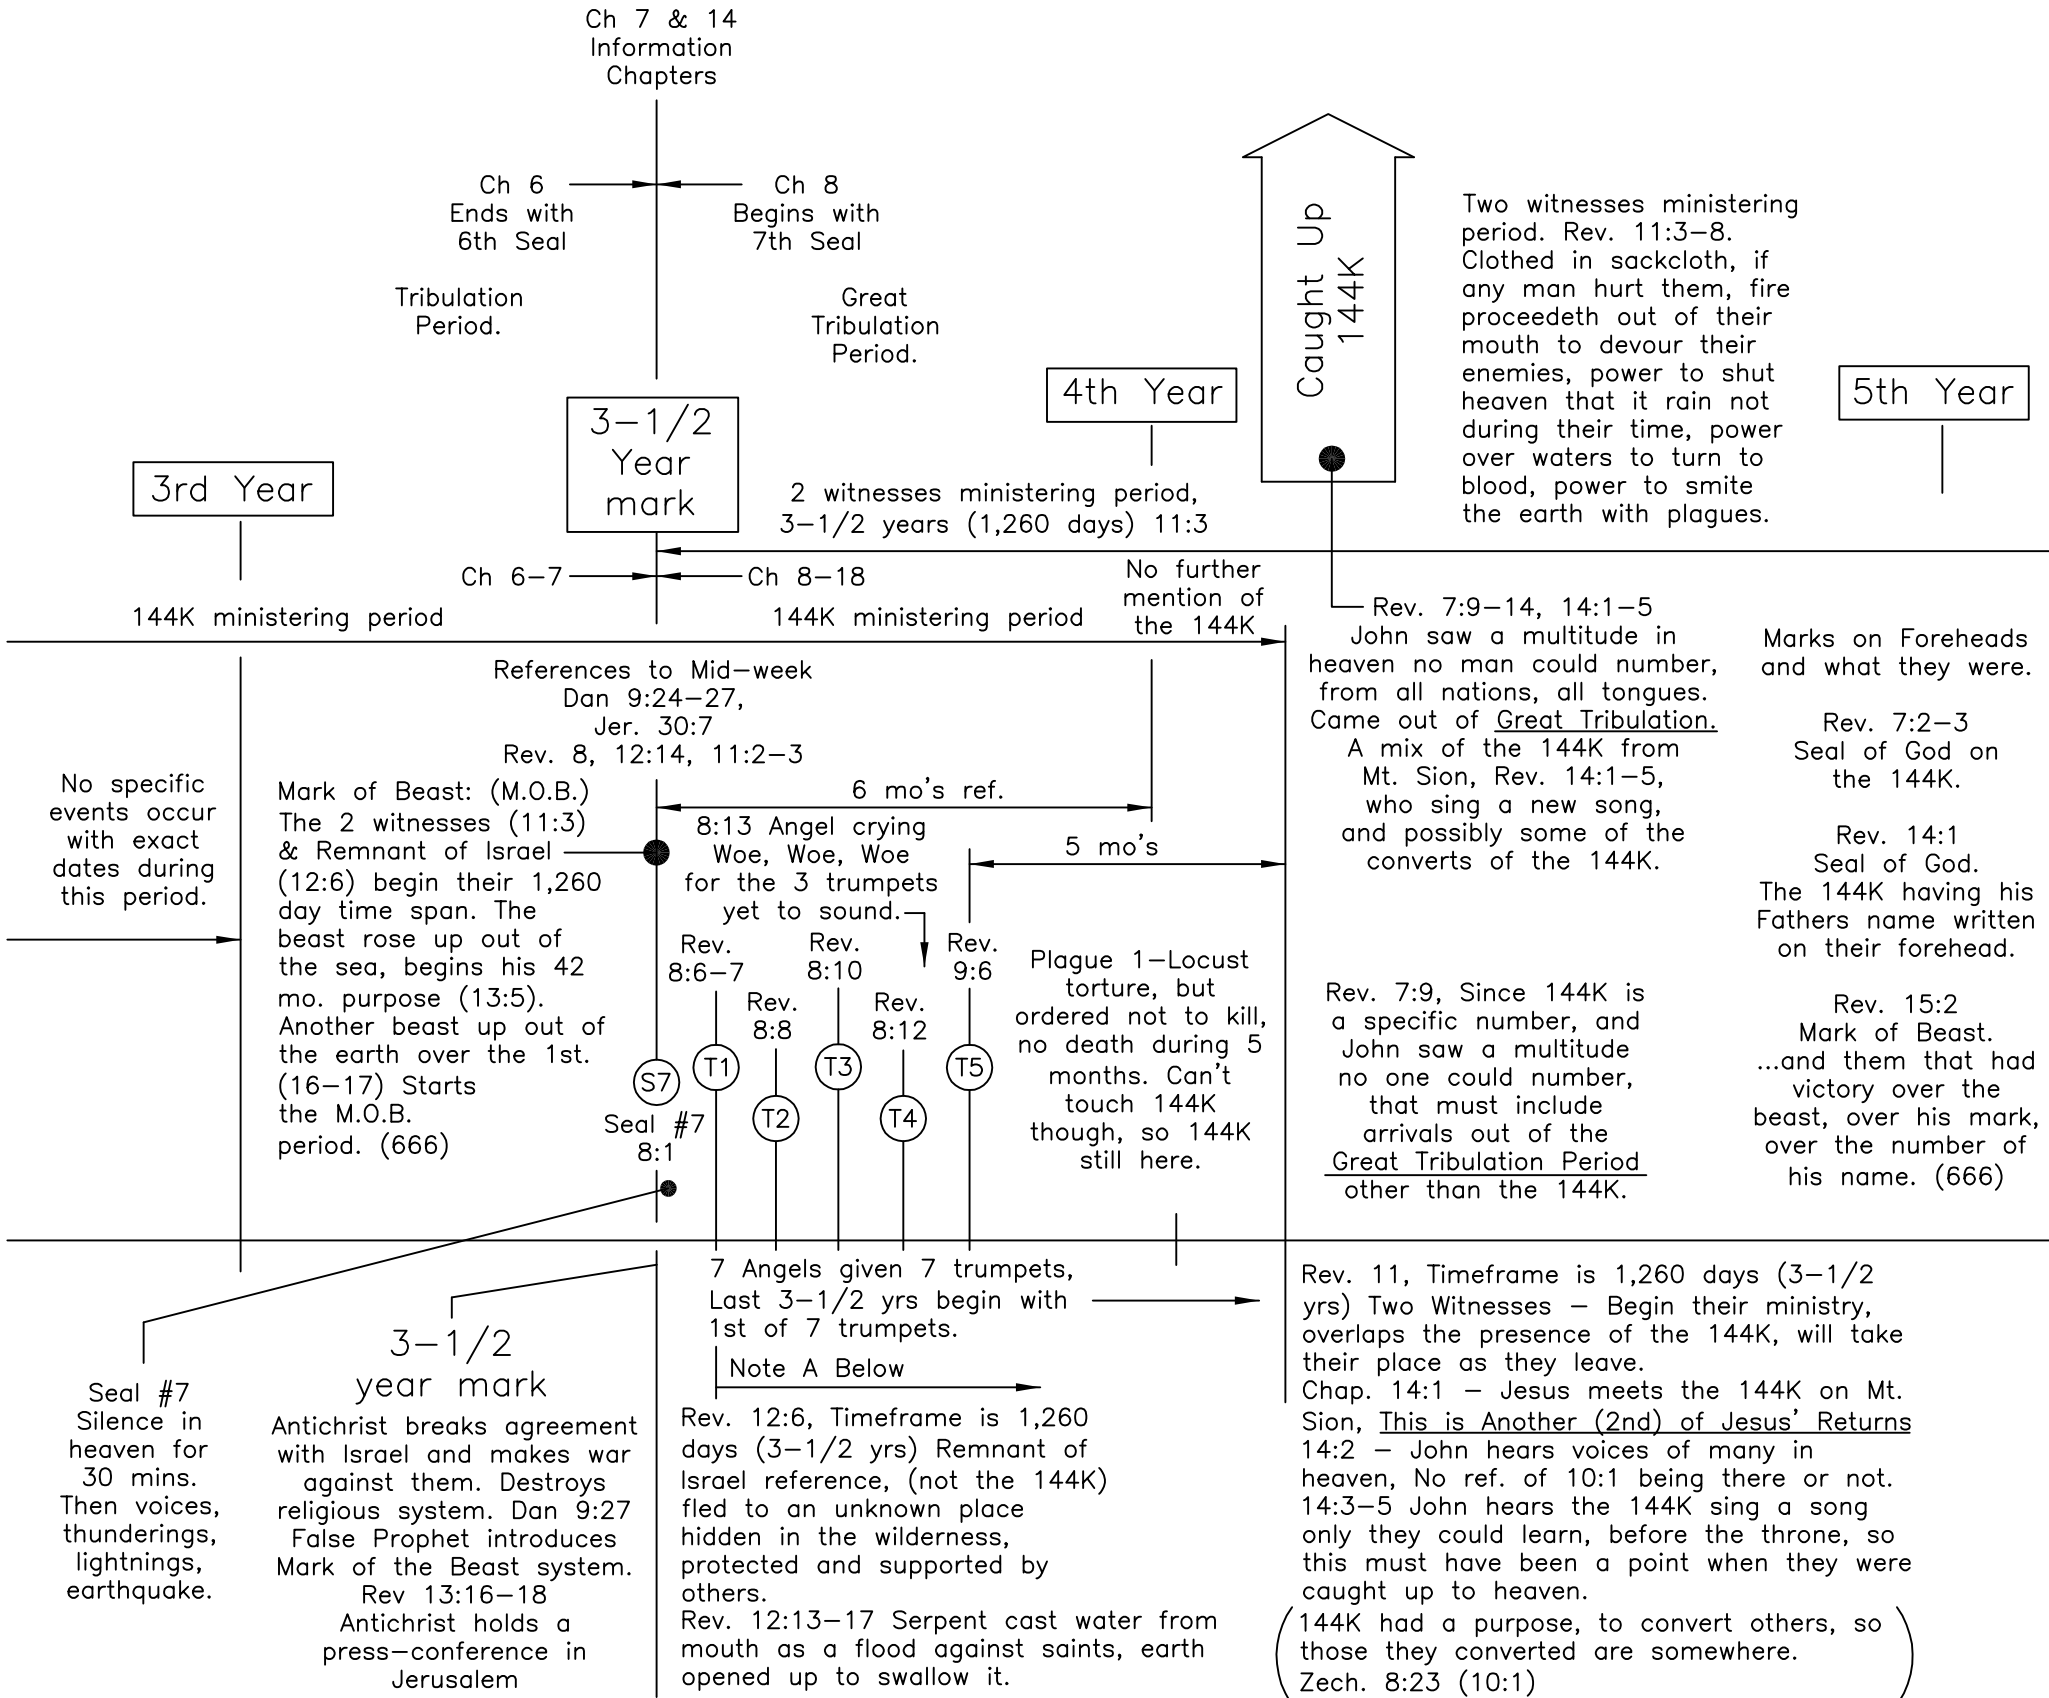 Ch 7 & 14
Information
Chapters
Ch 6
Ends with
6th Seal
Ch 8
Begins with
7th Seal
Tribulation
Period.
Great
Tribulation
Period.
3rd Year
3-1/2
Year
mark
4th Year
Caught Up
144K
Two witnesses ministering
period. Rev. 11:3-8.
Clothed in sackcloth, if
any man hurt them, fire
proceedeth out of their
mouth to devour their
enemies, power to shut
heaven that it rain not
during their time, power
over waters to turn to
blood, power to smite
the earth with plagues.
5th Year
2 witnesses ministering period,
3-1/2 years (1,260 days) 11:3
Ch 6-7
Ch 8-18
144K ministering period
144K ministering period
No further
mention of
the 144K
References to Mid-week
Dan 9:24-27,
Jer. 30:7
Rev. 8, 12:14, 11:2-3
No specific
events occur
with exact
dates during
this period.
Mark of Beast: (M.O.B.)
The 2 witnesses (11:3)
& Remnant of Israel
(12:6) begin their 1,260
day time span. The
beast rose up out of
the sea, begins his 42
mo. purpose (13:5).
Another beast up out of
the earth over the 1st.
(16-17) Starts
the M.O.B.
period. (666)
6 mo's ref.
8:13 Angel crying
Woe, Woe, Woe
for the 3 trumpets
yet to sound.
5 mo's
Rev.
8:6-7
Rev.
8:8
Rev.
8:10
Rev.
8:12
Rev.
9:6
S7
T1
T2
T3
T4
T5
Seal #7
8:1
Plague 1-Locust
torture, but
ordered not to kill,
no death during 5
months. Can't
touch 144K
though, so 144K
still here.
Rev. 7:9-14, 14:1-5
John saw a multitude in
heaven no man could number,
from all nations, all tongues.
Came out of Great Tribulation.
A mix of the 144K from
Mt. Sion, Rev. 14:1-5,
who sing a new song,
and possibly some of the
converts of the 144K.
Rev. 7:9, Since 144K is
a specific number, and
John saw a multitude
no one could number,
that must include
arrivals out of the
Great Tribulation Period
other than the 144K.
Marks on Foreheads
and what they were.
Rev. 7:2-3
Seal of God on
the 144K.
Rev. 14:1
Seal of God.
The 144K having his
Fathers name written
on their forehead.
Rev. 15:2
Mark of Beast.
...and them that had
victory over the
beast, over his mark,
over the number of
his name. (666)
Seal #7
Silence in
heaven for
30 mins.
Then voices,
thunderings,
lightnings,
earthquake.
3-1/2
year mark
Antichrist breaks agreement
with Israel and makes war
against them. Destroys
religious system. Dan 9:27
False Prophet introduces
Mark of the Beast system.
Rev 13:16-18
Antichrist holds a
press-conference in
Jerusalem
7 Angels given 7 trumpets,
Last 3-1/2 yrs begin with
1st of 7 trumpets.
Note A Below
Rev. 12:6, Timeframe is 1,260
days (3-1/2 yrs) Remnant of
Israel reference, (not the 144K)
fled to an unknown place
hidden in the wilderness,
protected and supported by
others.
Rev. 12:13-17 Serpent cast water from
mouth as a flood against saints, earth
opened up to swallow it.
Rev. 11, Timeframe is 1,260 days (3-1/2
yrs) Two Witnesses - Begin their ministry,
overlaps the presence of the 144K, will take
their place as they leave.
Chap. 14:1 - Jesus meets the 144K on Mt.
Sion, This is Another (2nd) of Jesus' Returns
14:2 - John hears voices of many in
heaven, No ref. of 10:1 being there or not.
14:3-5 John hears the 144K sing a song
only they could learn, before the throne, so
this must have been a point when they were
caught up to heaven.
144K had a purpose, to convert others, so
those they converted are somewhere.
Zech. 8:23 (10:1)